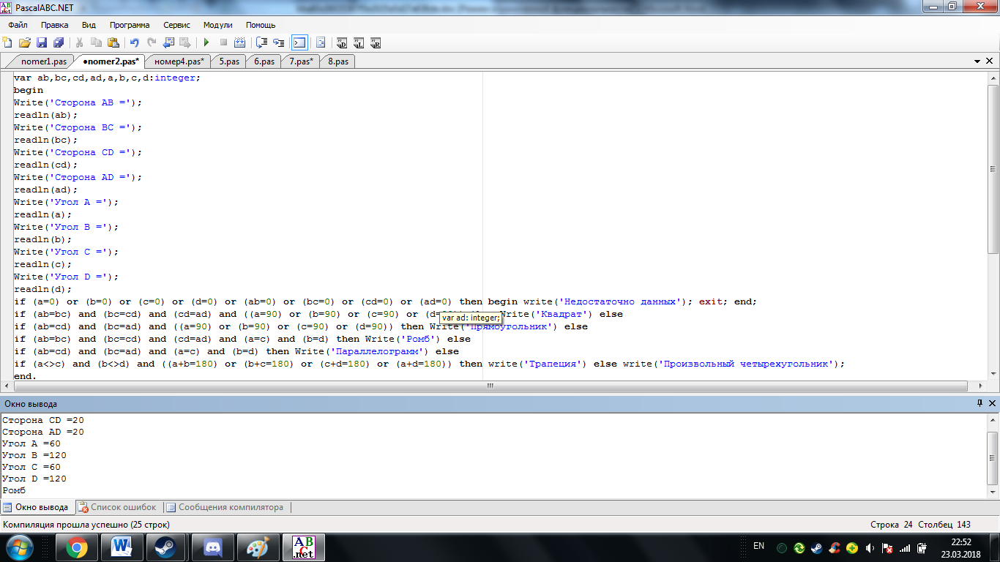 PascalABC.NET
Файл Правка Вид Программа Сервис Модули Помощь
nomer1.pas •nomer2.pas* номер4.pas* 5.pas 6.pas 7.pas* 8.pas
var ab,bc,cd,ad,a,b,c,d:integer;
begin
Write('Сторона AB =');
readln(ab);
Write('Сторона BC =');
readln(bc);
Write('Сторона CD =');
readln(cd);
Write('Сторона AD =');
readln(ad);
Write('Угол A =');
readln(a);
Write('Угол B =');
readln(b);
Write('Угол C =');
readln(c);
Write('Угол D =');
readln(d);
if (a=0) or (b=0) or (c=0) or (d=0) or (ab=0) or (bc=0) or (cd=0) or (ad=0) then begin write('Недостаточно данных'); exit; end;
if (ab=bc) and (bc=cd) and (cd=ad) and ((a=90) or (b=90) or (c=90) or (d= Write('Квадрат') else
var ad: integer;
if (ab=cd) and (bc=ad) and ((a=90) or (b=90) or (c=90) or (d=90)) then Write('Прямоугольник') else
if (ab=bc) and (bc=cd) and (cd=ad) and (a=c) and (b=d) then Write('Ромб') else
if (ab=cd) and (bc=ad) and (a=c) and (b=d) then Write('Параллелограмм') else
if (a<>c) and (b<>d) and ((a+b=180) or (b+c=180) or (c+d=180) or (a+d=180)) then write('Трапеция') else write('Произвольный четырехугольник');
end.
Окно вывода
Сторона CD =20
Сторона AD =20
Угол A =60
Угол B =120
Угол C =60
Угол D =120
Ромб
Окно вывода Список ошибок Сообщения компилятора
Компиляция прошла успешно (25 строк) Строка 24 Столбец 143
EN 22:52
23.03.2018